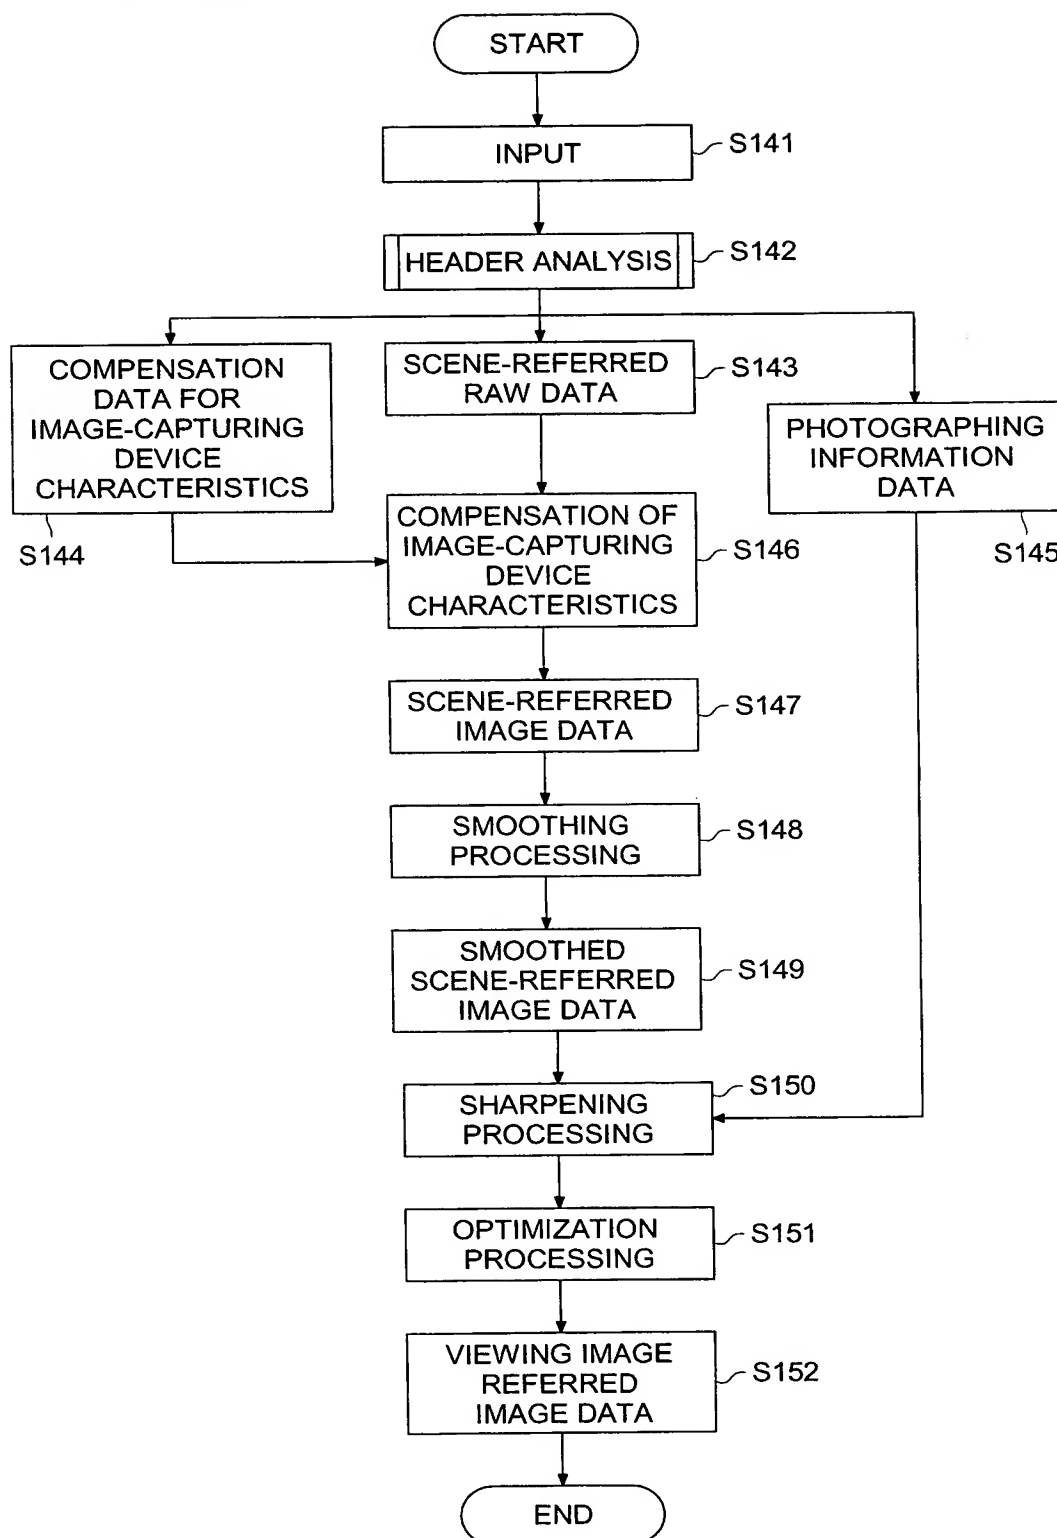 START
INPUT
S141
HEADER ANALYSIS
S142
COMPENSATION
DATA FOR
IMAGE-CAPTURING
DEVICE
CHARACTERISTICS
S144
SCENE-REFERRED
RAW DATA
S143
PHOTOGRAPHING
INFORMATION
DATA
S145
COMPENSATION OF
IMAGE-CAPTURING
DEVICE
CHARACTERISTICS
S146
SCENE-REFERRED
IMAGE DATA
S147
SMOOTHING
PROCESSING
S148
SMOOTHED
SCENE-REFERRED
IMAGE DATA
S149
SHARPENING
PROCESSING
S150
OPTIMIZATION
PROCESSING
S151
VIEWING IMAGE
REFERRED
IMAGE DATA
S152
END